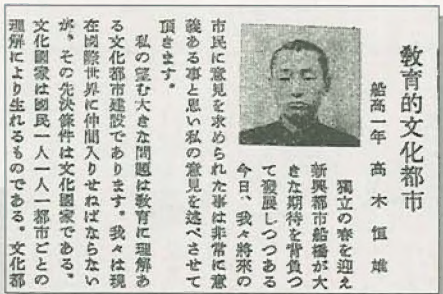 教育的文化都市
船高一年 高木恒雄
獨立の春を迎え
新興都市船橋が大
きな期待を背負つ
て發展しつつある
今日、我々將來の
市民に意見を求められた事は非常に意
義ある事と思い私の意見を述べさせて
頂きます。
私の望む大きな問題は教育に理解あ
る文化都市建設であります。我々は現
在國際世界に仲間入りせねばならない
が、その先決條件は文化國家である。
文化國家は國民一人一人一都市ごとの
理解により生れるものである。文化都